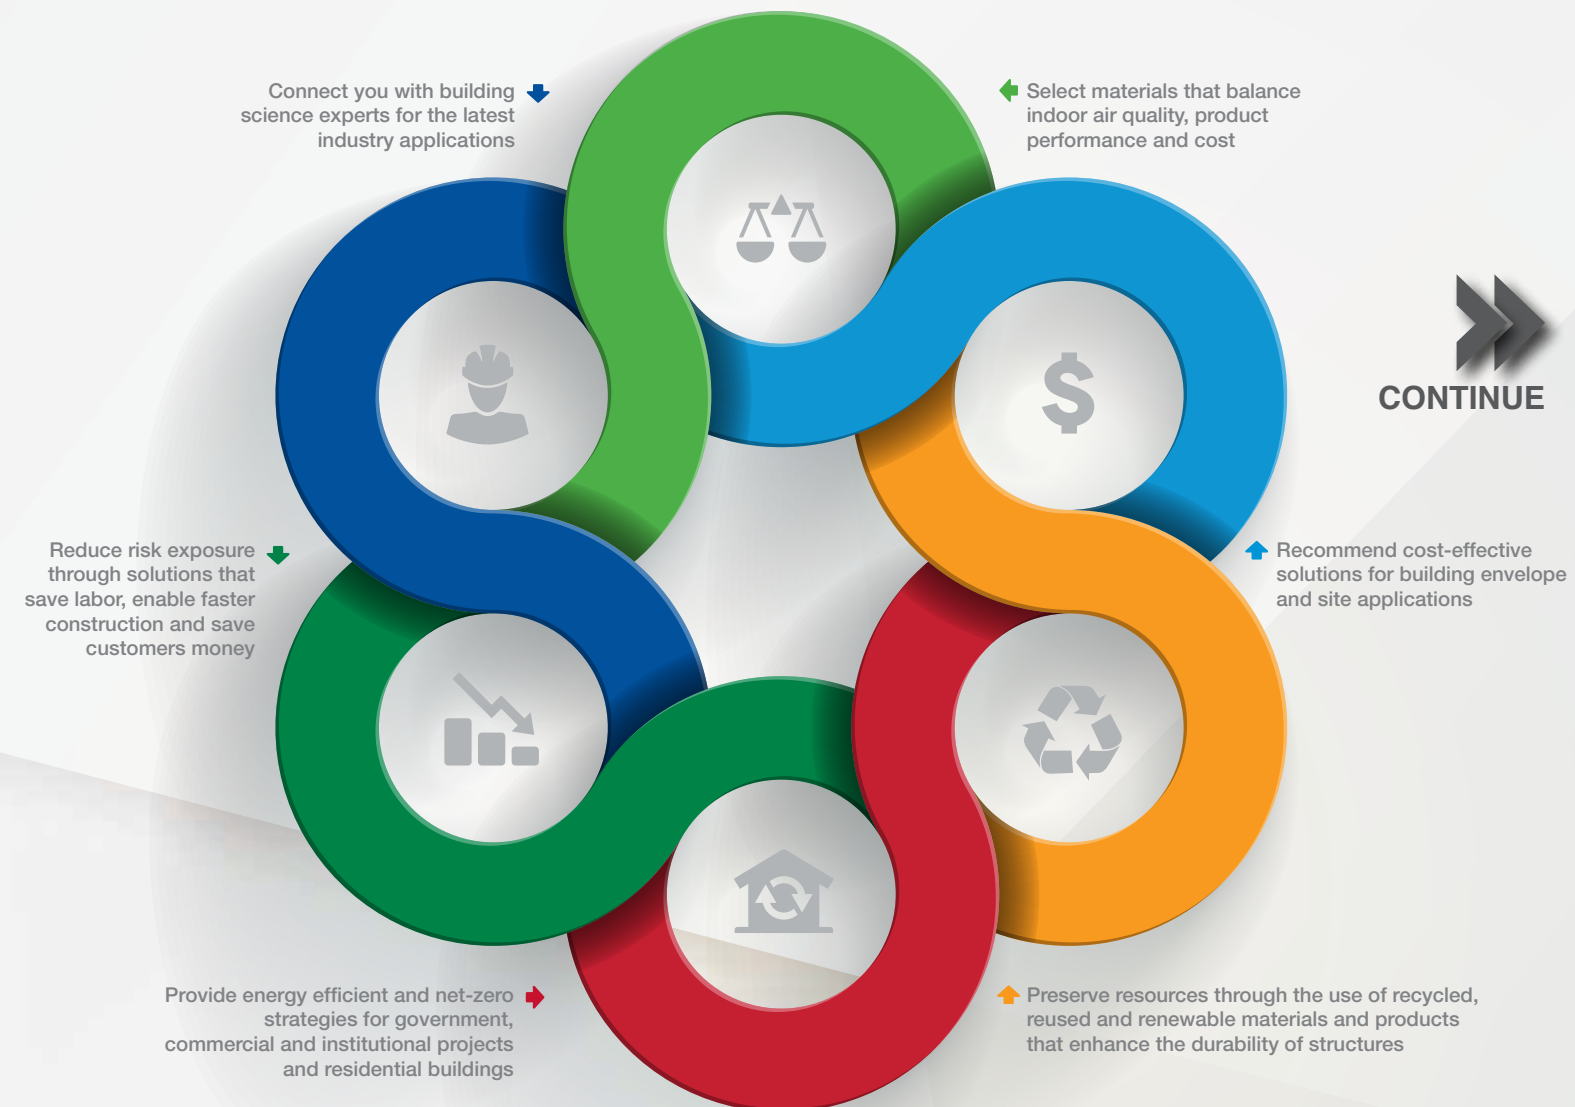 Connect you with building
science experts for the latest
industry applications
Select materials that balance
indoor air quality, product
performance and cost
$
CONTINUE
Reduce risk exposure
through solutions that
save labor, enable faster
construction and save
customers money
Recommend cost-effective
solutions for building envelope
and site applications
Provide energy efficient and net-zero
strategies for government,
commercial and institutional projects
and residential buildings
Preserve resources through the use of recycled,
reused and renewable materials and products
that enhance the durability of structures